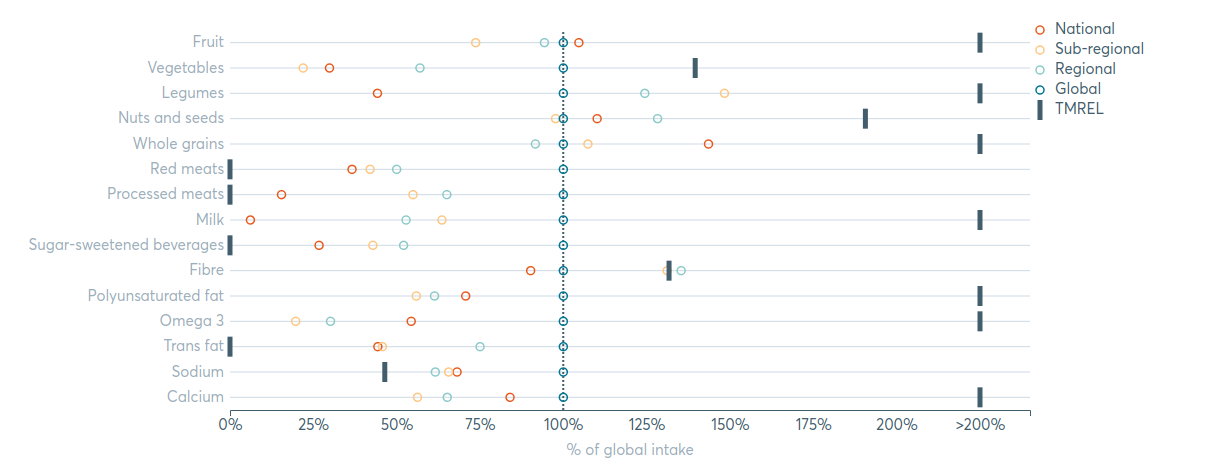 National
Fruit
Sub-regional
Vegetables
Regional
Legumes
Global
TMREL
Nuts and seeds
Whole grains
Red meats
Processed meats
Milk
Sugar-sweetened beverages
Fibre
Polyunsaturated fat
Omega 3
Trans fat
Sodium
Calcium
0% 25% 50% 75% 100% 125% 150% 175% 200% >200%
% of global intake